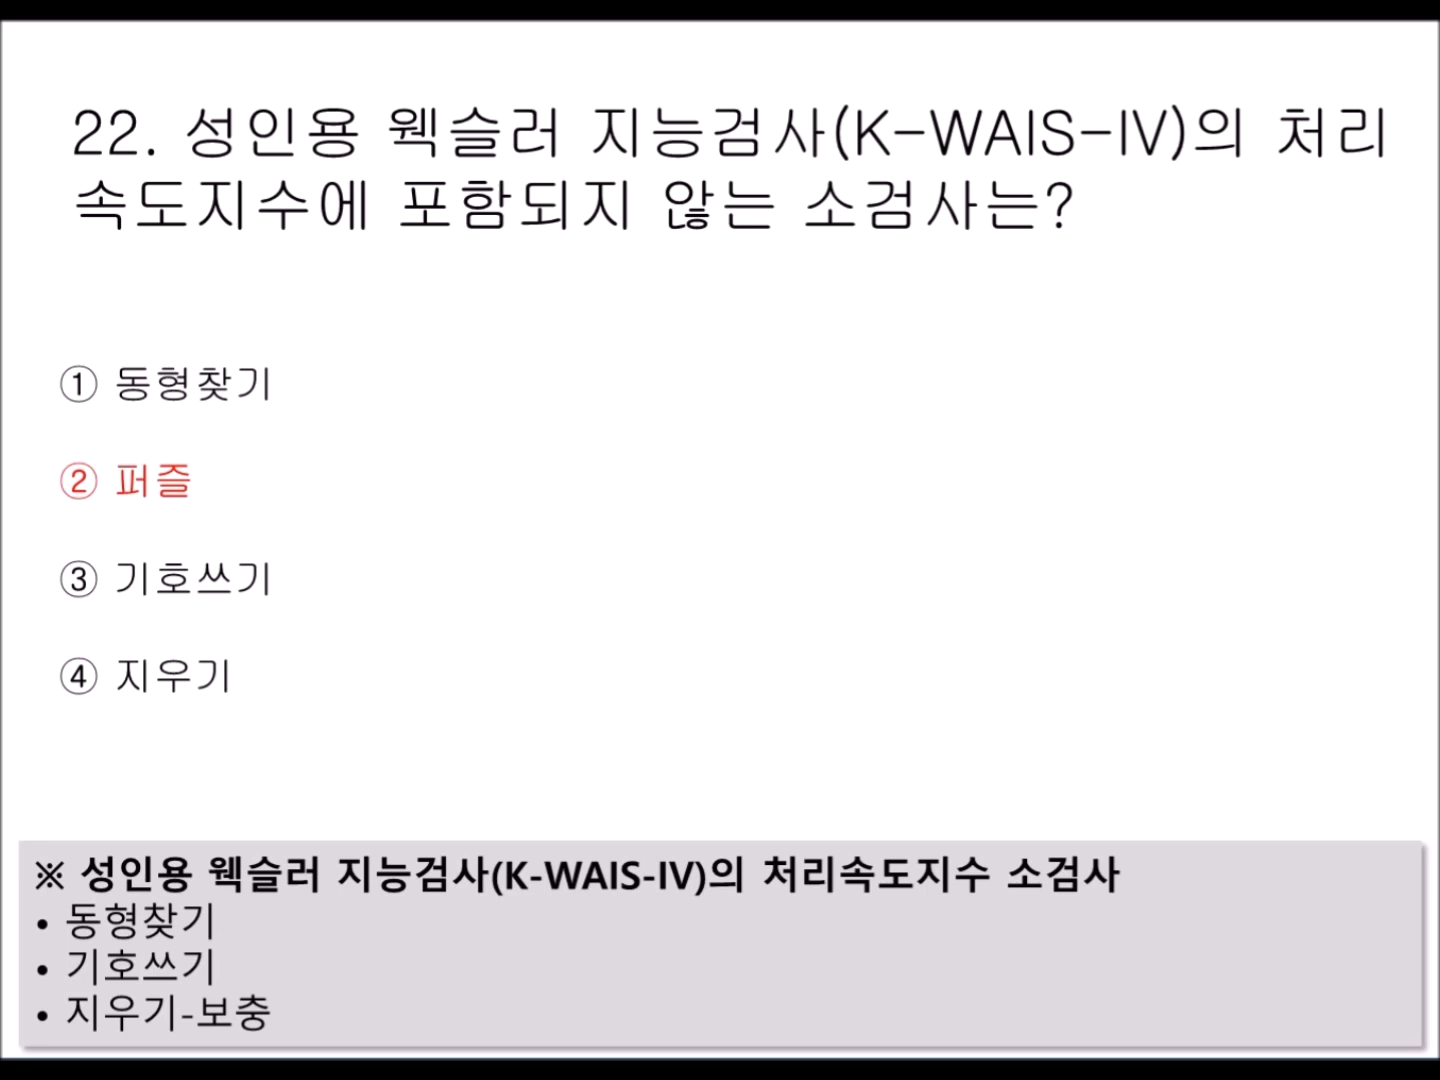 22. 성인용 웩슬러 지능검사(K-WAIS-IV)의 처리
속도지수에 포함되지 않는 소검사는?
① 동형찾기
② 퍼즐
③ 기호쓰기
④ 지우기
※ 성인용 웩슬러 지능검사(K-WAIS-IV)의 처리속도지수 소검사
• 동형찾기
• 기호쓰기
• 지우기-보충